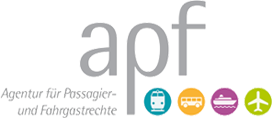 apf
Agentur für Passagier-
und Fahrgastrechte